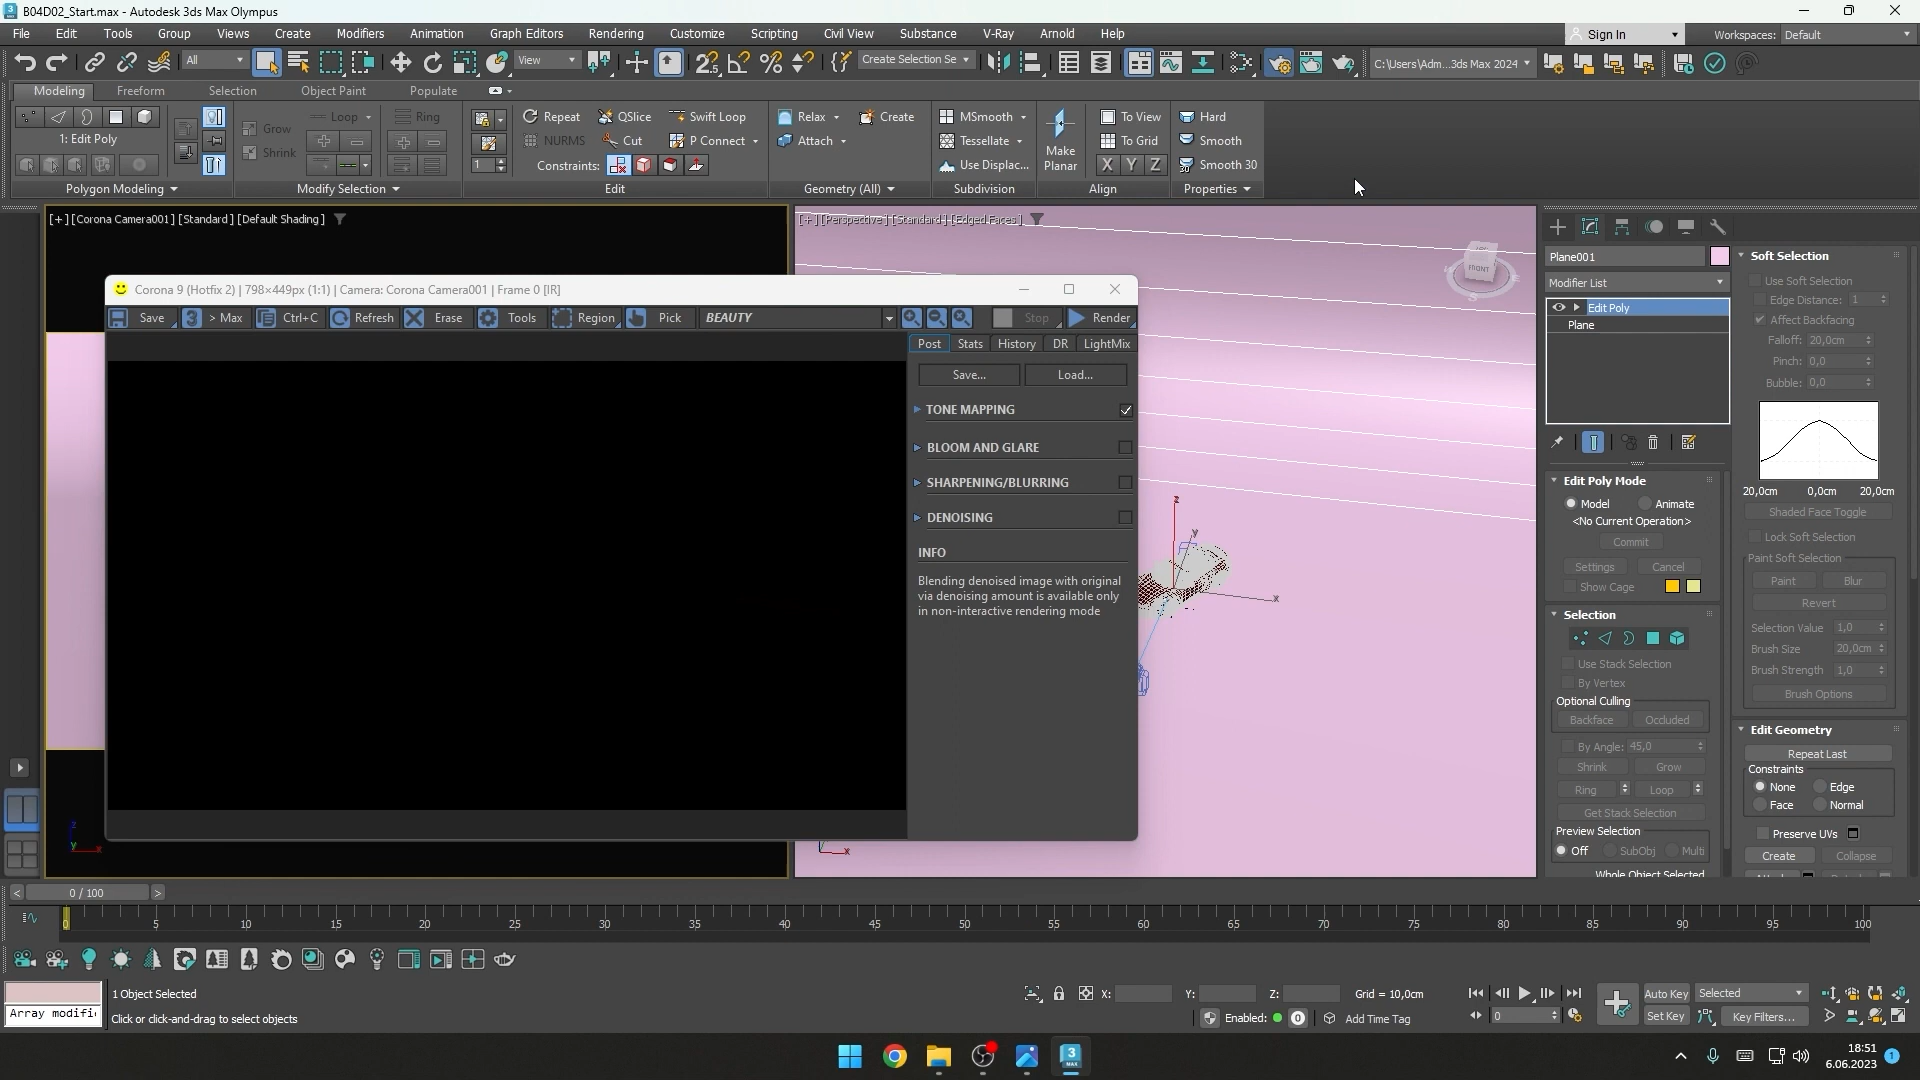 B04D02_Start.max - Autodesk 3ds Max Olympus
File Edit Tools Group Views Create Modifiers Animation Graph Editors Rendering Customize Scripting Civil View Substance V-Ray Arnold Help
Sign In Workspaces: Default
All View Create Selection Se C:\Users\Adm...3ds Max 2024
Modeling Freeform Selection Object Paint Populate
Grow Loop Ring Repeat QSlice Swift Loop Relax Create MSmooth To View Hard
1: Edit Poly NURMS Cut P Connect Attach Tessellate To Grid Smooth
Shrink 1 Constraints: Use Displac... Make Planar X Y Z Smooth 30
Polygon Modeling Modify Selection Edit Geometry (All) Subdivision Align Properties
[+] [Corona Camera001] [Standard] [Default Shading]
[+] [Perspective] [Standard] [Edged Faces]
FRONT
S
Corona 9 (Hotfix 2) | 798×449px (1:1) | Camera: Corona Camera001 | Frame 0 [IR]
Save > Max Ctrl+C Refresh Erase Tools Region Pick BEAUTY Stop Render
Post Stats History DR LightMix
Save... Load...
TONE MAPPING
BLOOM AND GLARE
SHARPENING/BLURRING
DENOISING
INFO
Blending denoised image with original
via denoising amount is available only
in non-interactive rendering mode
z
y
x
z
y
x
x
Plane001
Modifier List
Edit Poly
Plane
Edit Poly Mode
Model Animate
<No Current Operation>
Commit
Settings Cancel
Show Cage
Selection
Use Stack Selection
By Vertex
Optional Culling
Backface Occluded
By Angle: 45,0
Shrink Grow
Ring Loop
Get Stack Selection
Preview Selection
Off SubObj Multi
Whole Object Selected
Soft Selection
Use Soft Selection
Edge Distance: 1
Affect Backfacing
Falloff: 20,0cm
Pinch: 0,0
Bubble: 0,0
20,0cm 0,0cm 20,0cm
Shaded Face Toggle
Lock Soft Selection
Paint Soft Selection
Paint Blur
Revert
Selection Value 1,0
Brush Size 20,0cm
Brush Strength 1,0
Brush Options
Edit Geometry
Repeat Last
Constraints
None Edge
Face Normal
Preserve UVs
Create Collapse
< 0 / 100 >
0 5 10 15 20 25 30 35 40 45 50 55 60 65 70 75 80 85 90 95 100
1 Object Selected X: Y: Z: Grid = 10,0cm Auto Key Selected
Array modifi Click or click-and-drag to select objects Enabled: 0 Add Time Tag 0 Set Key Key Filters...
18:51
6.06.2023 1